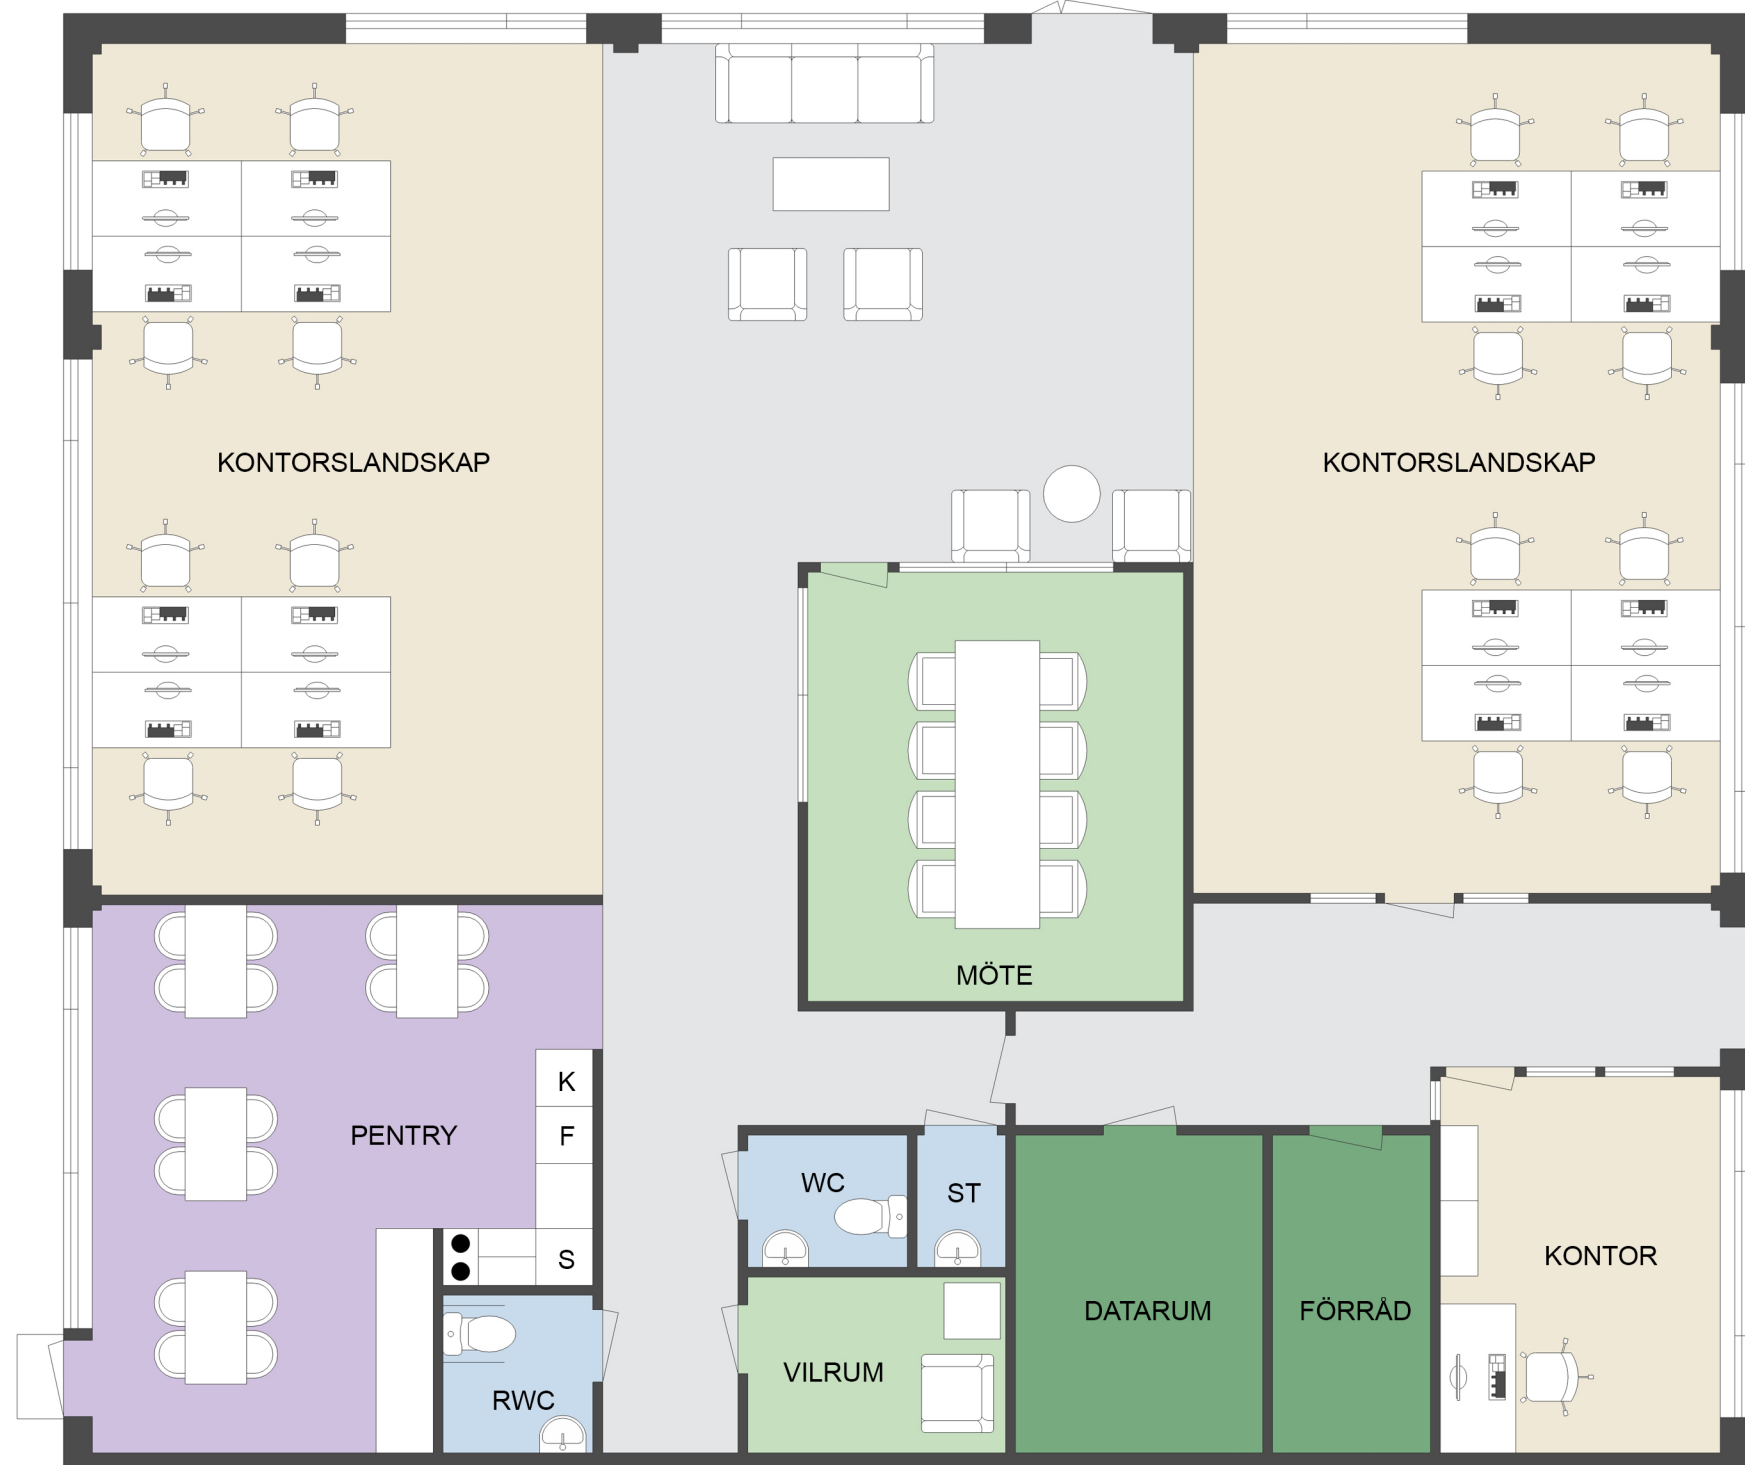 KONTORSLANDSKAP
KONTORSLANDSKAP
MÖTE
K
PENTRY
F
WC
ST
S
KONTOR
DATARUM
FÖRRÅD
VILRUM
RWC